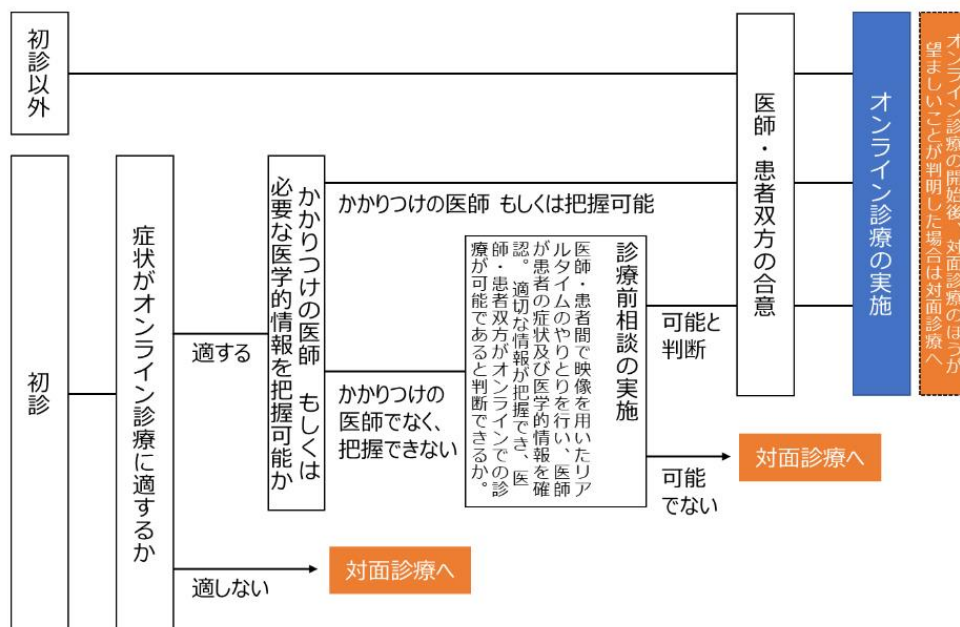 初診以外
初診
症状がオンライン診療に適するか
適する
適しない
対面診療へ
かかりつけの医師 もしくは
必要な医学的情報を把握可能か
かかりつけの医師 もしくは把握可能
かかりつけの
医師でなく、
把握できない
診療前相談の実施
医師・患者間で映像を用いたリア
ルタイムのやりとりを行い、医師
が患者の症状及び医学的情報を確
認。適切な情報が把握でき、医
師・患者双方がオンラインでの診
療が可能であると判断できるか。
可能と
判断
可能
でない
対面診療へ
医師・患者双方の合意
オンライン診療の実施
オンライン診療の開始後、対面診療のほうが
望ましいことが判明した場合は対面診療へ